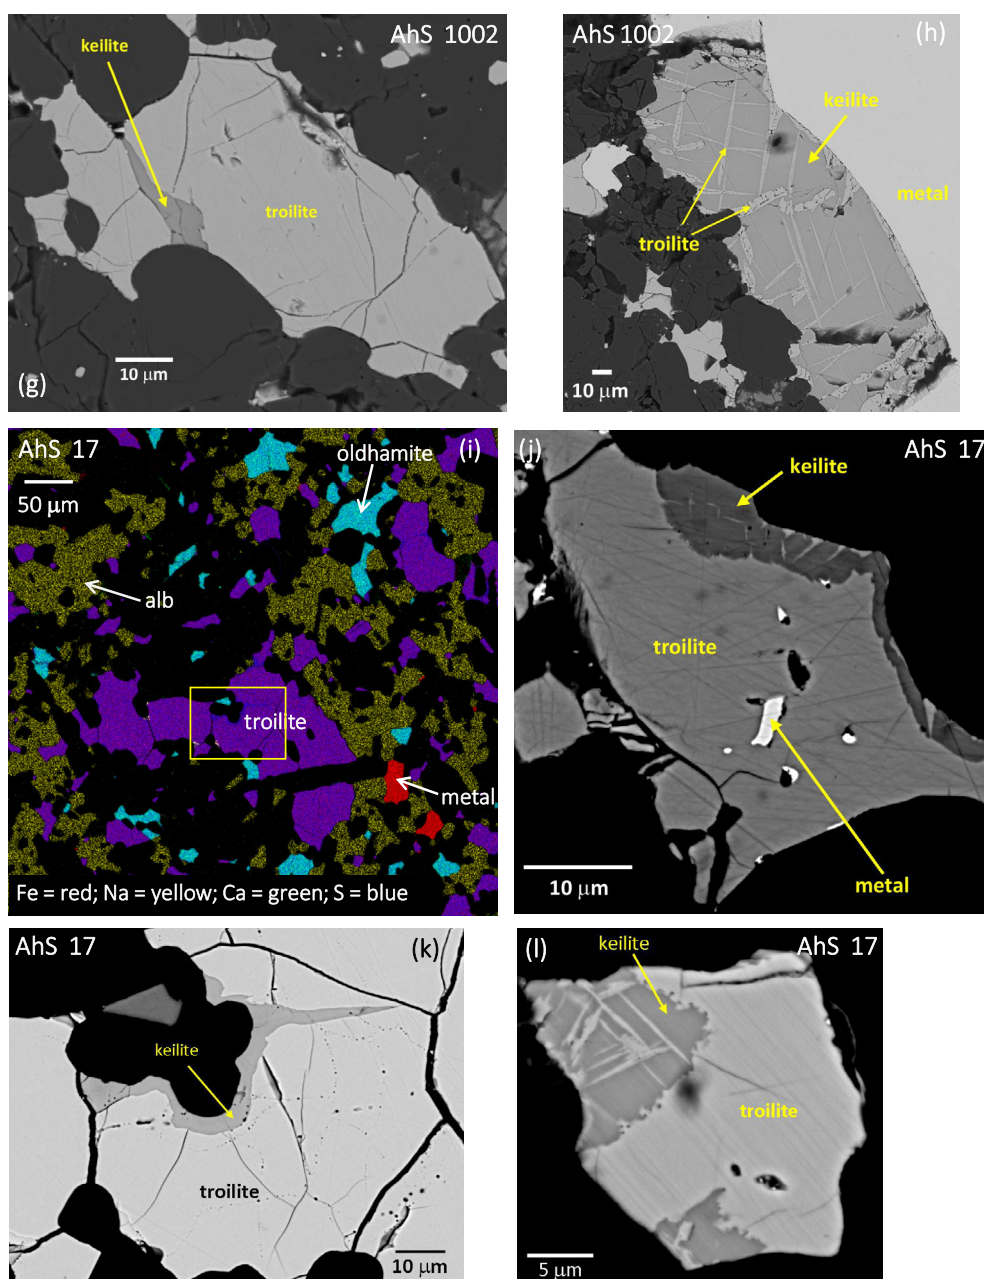 AhS 1002
keilite
troilite
10 μm
(g)
AhS 1002
(h)
keilite
metal
troilite
10 μm
AhS 17
(i)
oldhamite
50 μm
alb
troilite
metal
Fe = red; Na = yellow; Ca = green; S = blue
(j)
AhS 17
keilite
troilite
10 μm
metal
AhS 17
(k)
keilite
troilite
10 μm
keilite
AhS 17
(l)
troilite
5 μm